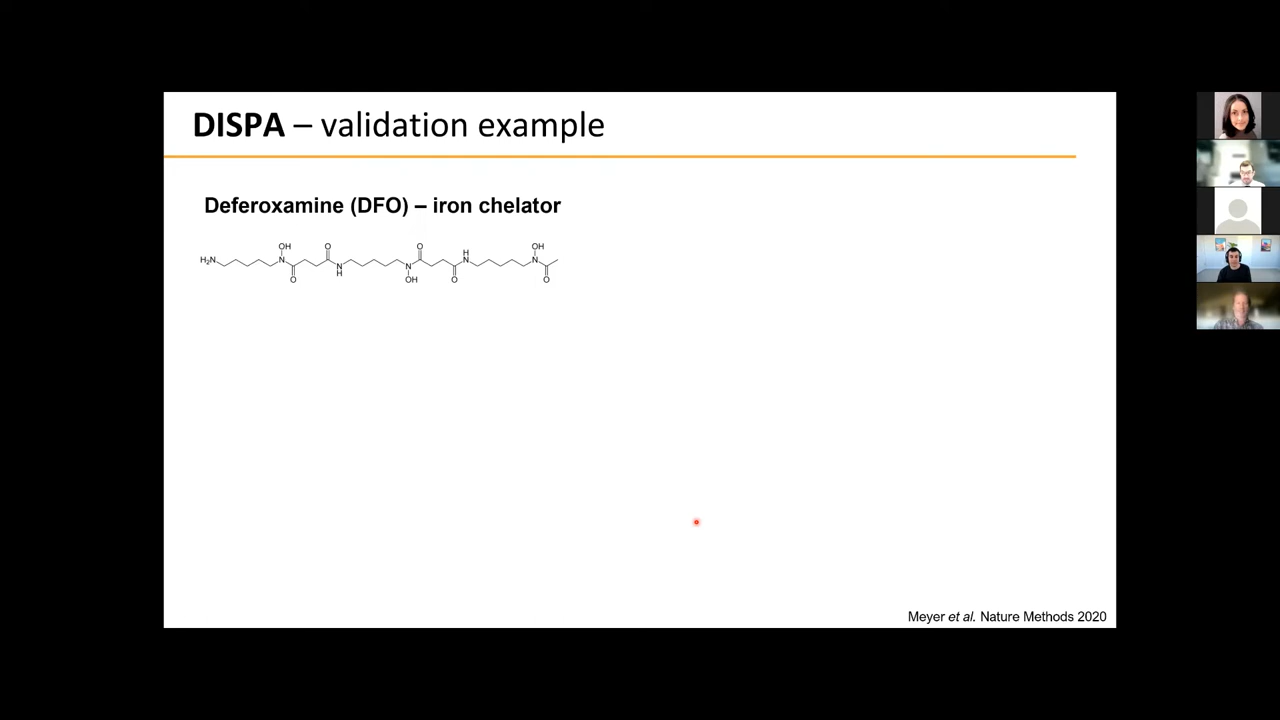 DISPA – validation example
Deferoxamine (DFO) – iron chelator
OH O O H OH
H₂N N N H N N N
O OH O O
Meyer et al. Nature Methods 2020